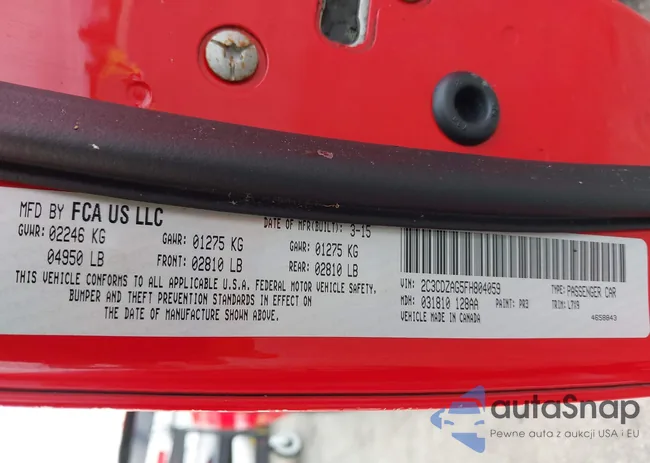 MFD BY FCA US LLC
DATE OF MFR(BUILT): 3-15
GVWR: 02246 KG
GAWR: 01275 KG
GAWR: 01275 KG
04950 LB
FRONT: 02810 LB
REAR: 02810 LB
THIS VEHICLE CONFORMS TO ALL APPLICABLE U.S.A. FEDERAL MOTOR VEHICLE SAFETY,
BUMPER AND THEFT PREVENTION STANDARDS IN EFFECT ON
THE DATE OF MANUFACTURE SHOWN ABOVE.
VIN: 2C3CDZAG5FH804059
TYPE: PASSENGER CAR
MDH: 031810 128AA
PAINT: PR3
TRIM: LTX9
VEHICLE MADE IN CANADA
4658843
autaSnap
Pewne auta z aukcji USA i EU